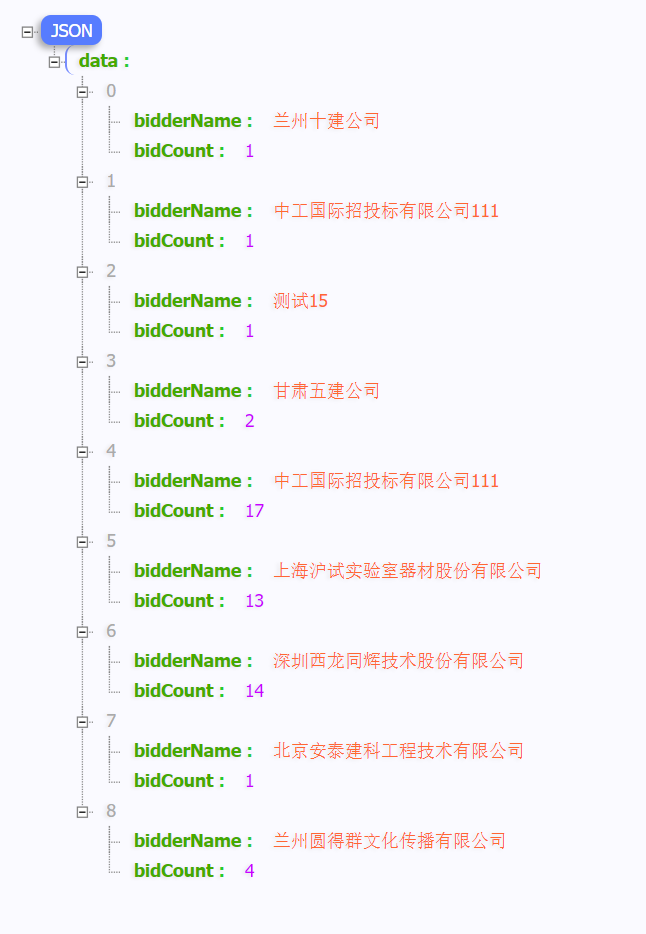 JSON
data :
0
bidderName : 兰州十建公司
bidCount : 1
1
bidderName : 中工国际招投标有限公司111
bidCount : 1
2
bidderName : 测试15
bidCount : 1
3
bidderName : 甘肃五建公司
bidCount : 2
4
bidderName : 中工国际招投标有限公司111
bidCount : 17
5
bidderName : 上海沪试实验室器材股份有限公司
bidCount : 13
6
bidderName : 深圳西龙同辉技术股份有限公司
bidCount : 14
7
bidderName : 北京安泰建科工程技术有限公司
bidCount : 1
8
bidderName : 兰州圆得群文化传播有限公司
bidCount : 4